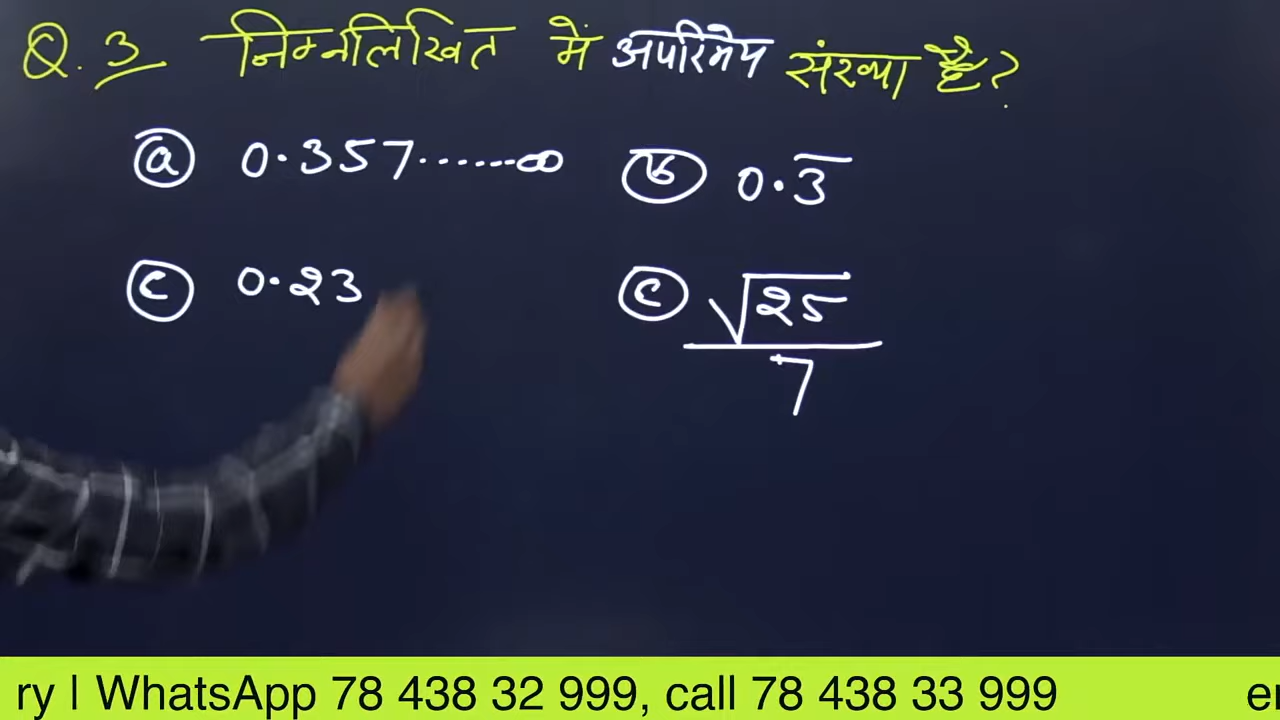 Q. 3 निम्नलिखित में अपरिमेय संख्या है?
(a) 0.357.......∞ (b) 0.3̅
(c) 0.23 (c) √25/7
ry | WhatsApp 78 438 32 999, call 78 438 33 999 er